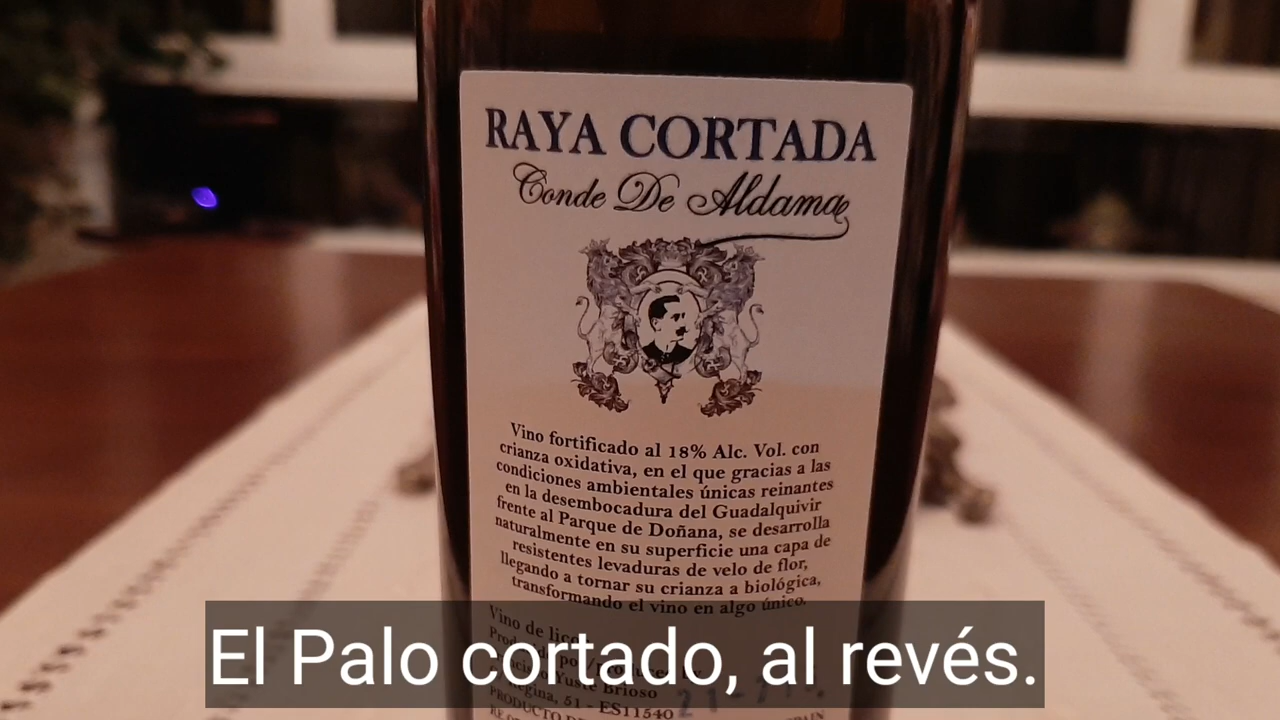 RAYA CORTADA
Conde De Aldama
Vino fortificado al 18% Alc. Vol. con
crianza oxidativa, en el que gracias a las
condiciones ambientales únicas reinantes
en la desembocadura del Guadalquivir
frente al Parque de Doñana, se desarrolla
naturalmente en su superficie una capa de
resistentes levaduras de velo de flor,
llegando a tornar su crianza a biológica,
transformando el vino en algo único.
Vino de
El Palo cortado, al revés.
Yuste Brioso
51 - ES11540
PRODUCTO